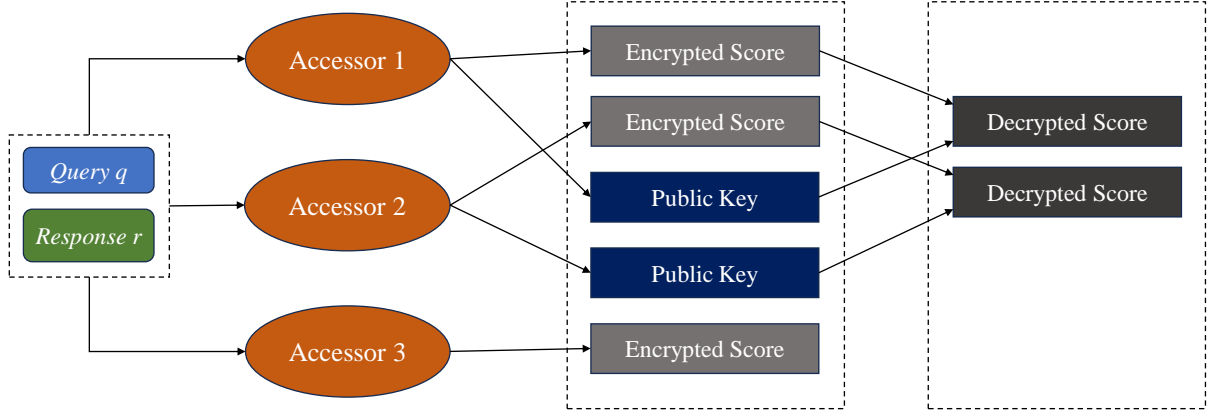 Query q
Response r
Accessor 1
Accessor 2
Accessor 3
Encrypted Score
Encrypted Score
Public Key
Public Key
Encrypted Score
Decrypted Score
Decrypted Score